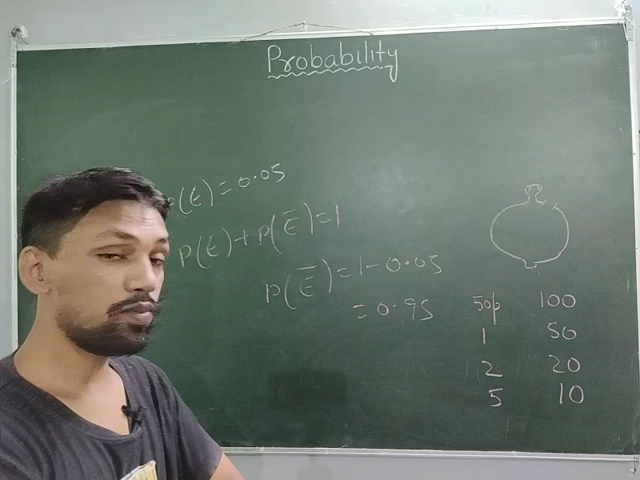 Probability
P(E) = 0.05
P(E) + P(E̅) = 1
P(E̅) = 1 - 0.05
= 0.95
50p 100
1 50
2 20
5 10